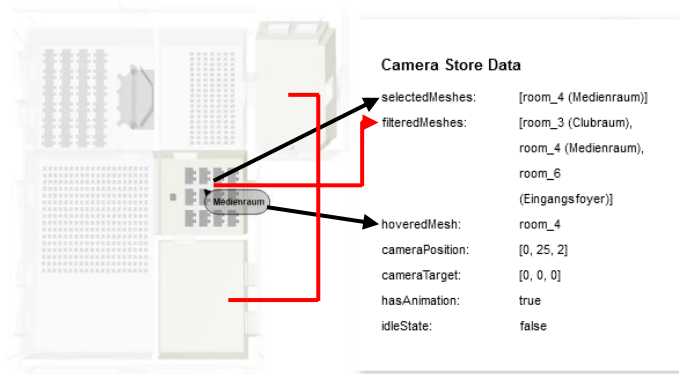 Camera Store Data
selectedMeshes: [room_4 (Medienraum)]
filteredMeshes: [room_3 (Clubraum),
room_4 (Medienraum),
room_6
(Eingangsfoyer)]
Medienraum
hoveredMesh: room_4
cameraPosition: [0, 25, 2]
cameraTarget: [0, 0, 0]
hasAnimation: true
idleState: false